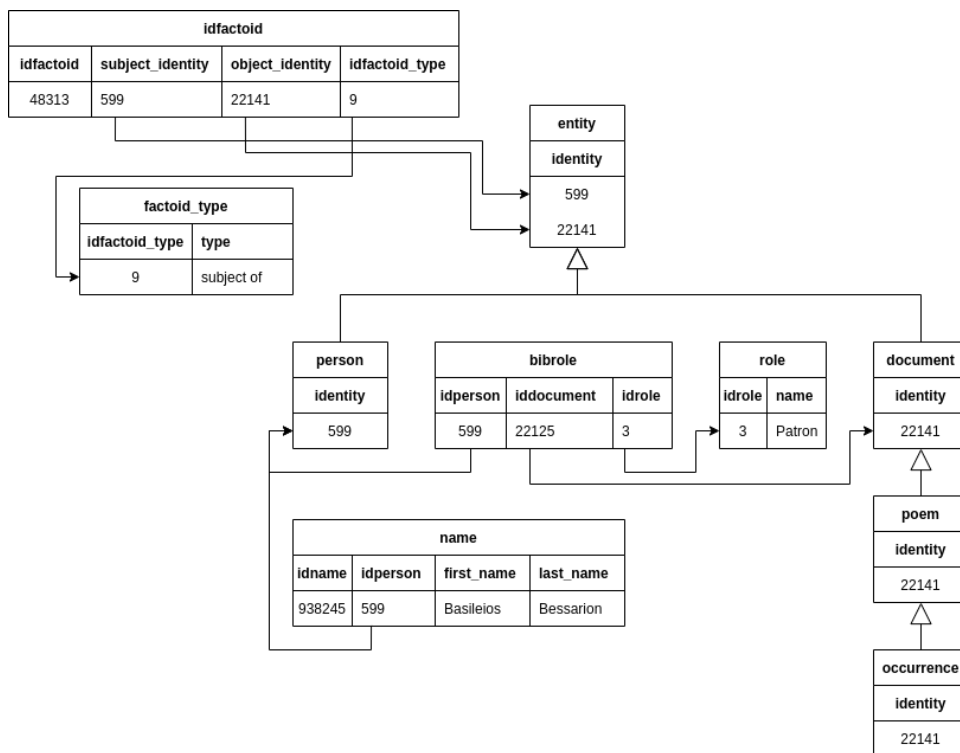 idfactoid
idfactoid subject_identity object_identity idfactoid_type
48313 599 22141 9
entity
identity
599
22141
factoid_type
idfactoid_type type
9 subject of
person
identity
599
bibrole
idperson iddocument idrole
599 22125 3
role
idrole name
3 Patron
document
identity
22141
name
idname idperson first_name last_name
938245 599 Basileios Bessarion
poem
identity
22141
occurrence
identity
22141